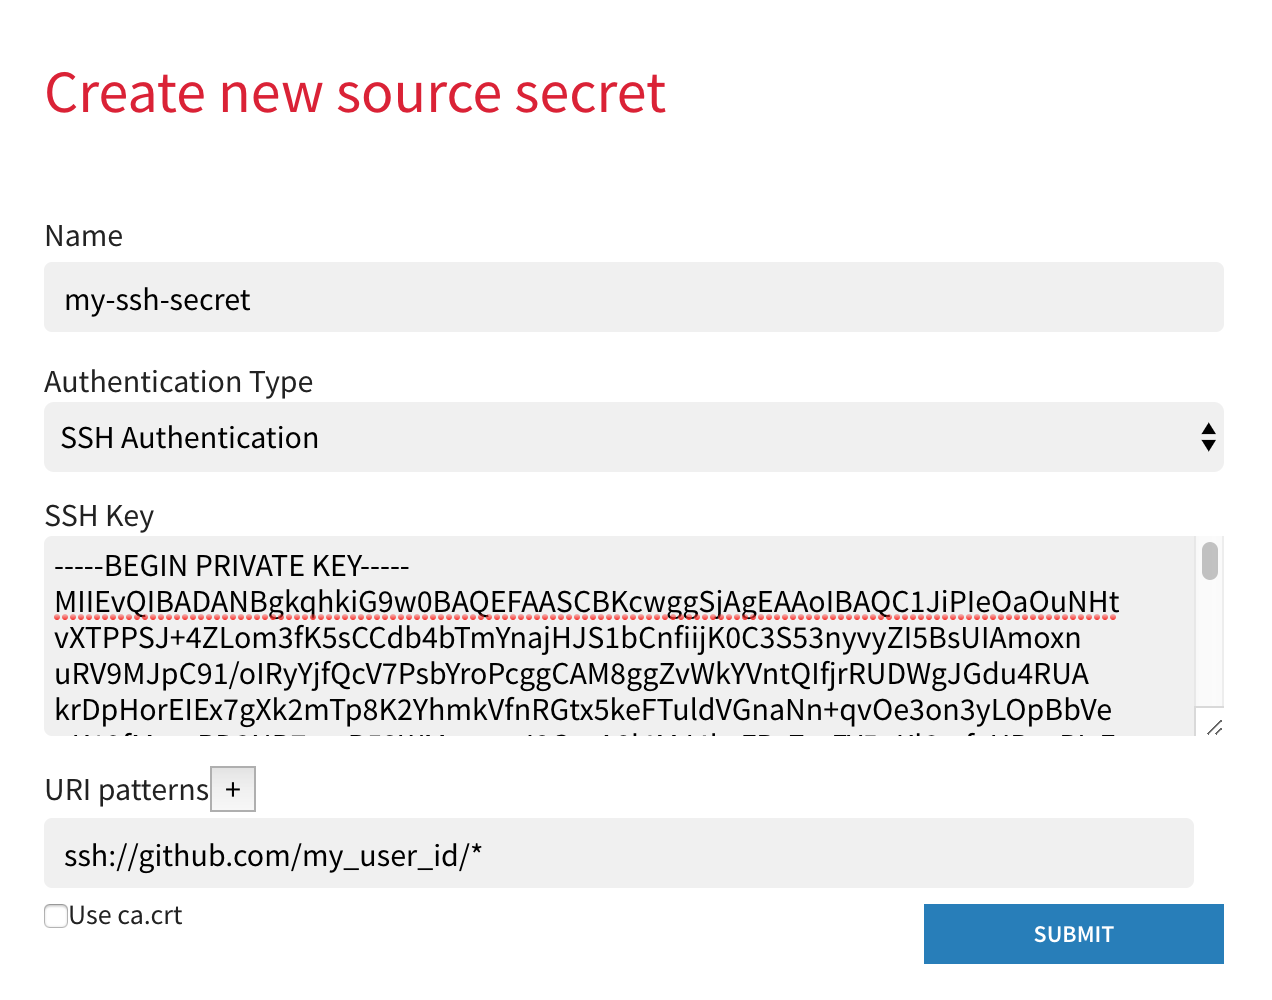 Create new source secret
Name
my-ssh-secret
Authentication Type
SSH Authentication
SSH Key
-----BEGIN PRIVATE KEY-----
MIIEvQIBADANBgkqhkiG9w0BAQEFAASCBKcwggSjAgEAAoIBAQC1JiPIeOaOuNHt
vXTPPSJ+4ZLom3fK5sCCdb4bTmYnajHJS1bCnfiijK0C3S53nyvyZI5BsUIAmoxn
uRV9MJpC91/oIRyYjfQcV7PsbYroPcggCAM8ggZvWkYVntQIfjrRUDWgJGdu4RUA
krDpHorEIEx7gXk2mTp8K2YhmkVfnRGtx5keFTuldVGnaNn+qvOe3on3yLOpBbVe
URI patterns +
ssh://github.com/my_user_id/*
Use ca.crt
SUBMIT